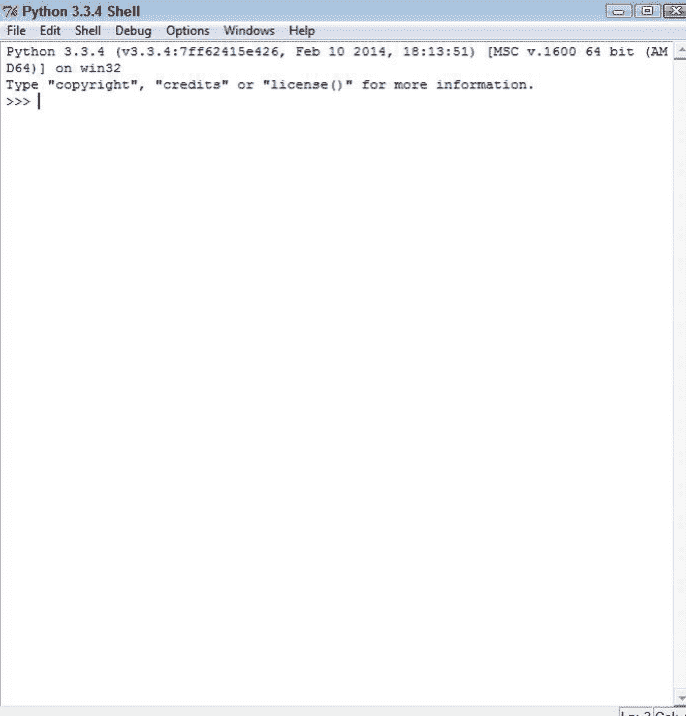 Python 3.3.4 Shell
File Edit Shell Debug Options Windows Help
Python 3.3.4 (v3.3.4:7ff62415e426, Feb 10 2014, 18:13:51) [MSC v.1600 64 bit (AM
D64)] on win32
Type "copyright", "credits" or "license()" for more information.
>>>